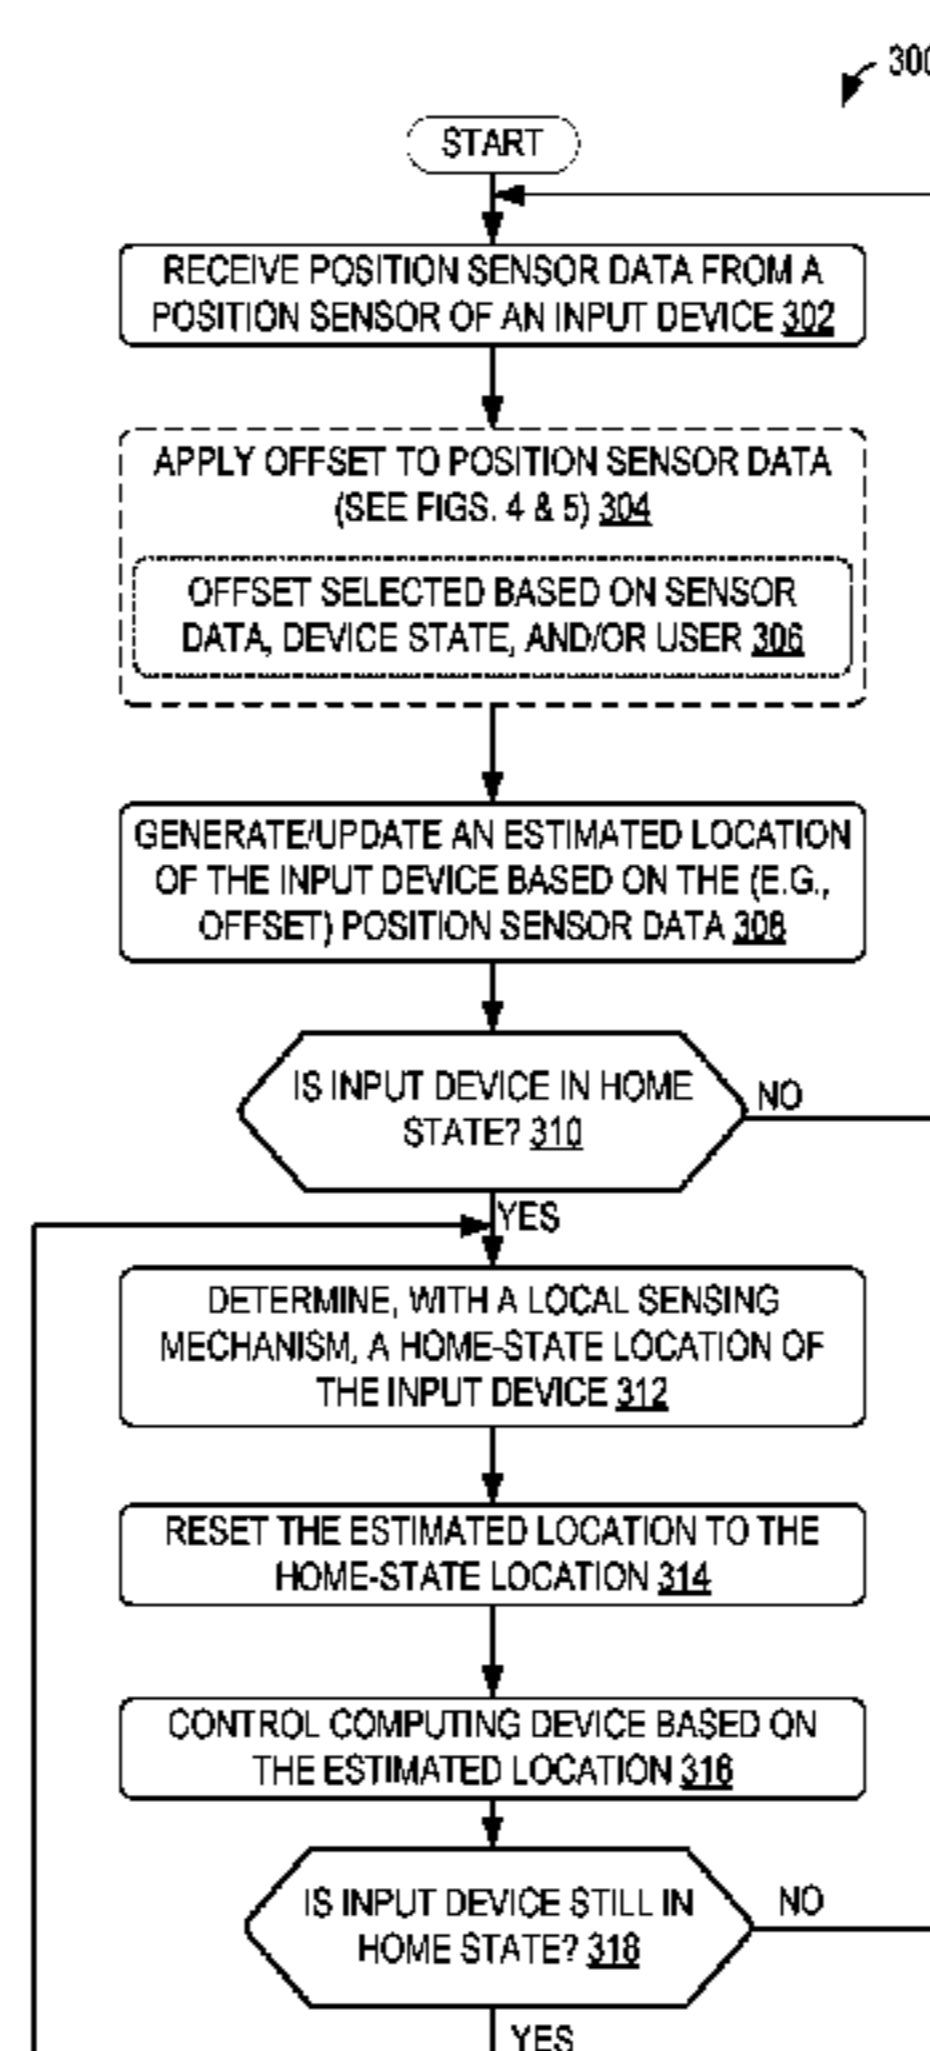 300
START
RECEIVE POSITION SENSOR DATA FROM A
POSITION SENSOR OF AN INPUT DEVICE 302
APPLY OFFSET TO POSITION SENSOR DATA
(SEE FIGS. 4 & 5) 304
OFFSET SELECTED BASED ON SENSOR
DATA, DEVICE STATE, AND/OR USER 306
GENERATE/UPDATE AN ESTIMATED LOCATION
OF THE INPUT DEVICE BASED ON THE (E.G.,
OFFSET) POSITION SENSOR DATA 308
IS INPUT DEVICE IN HOME
STATE? 310
NO
YES
DETERMINE, WITH A LOCAL SENSING
MECHANISM, A HOME-STATE LOCATION OF
THE INPUT DEVICE 312
RESET THE ESTIMATED LOCATION TO THE
HOME-STATE LOCATION 314
CONTROL COMPUTING DEVICE BASED ON
THE ESTIMATED LOCATION 316
IS INPUT DEVICE STILL IN
HOME STATE? 318
NO
YES